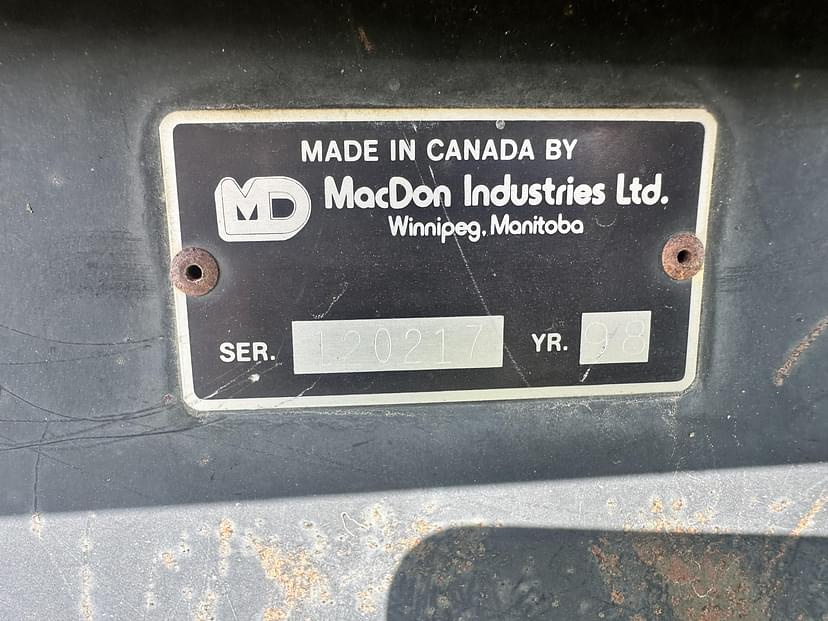 MADE IN CANADA BY
MD MacDon Industries Ltd.
Winnipeg, Manitoba
SER. 120217 YR. 98